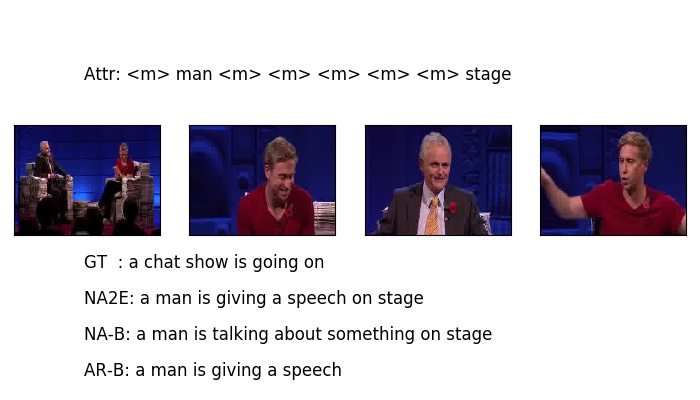 Attr: <m> man <m> <m> <m> <m> <m> stage
GT : a chat show is going on
NA2E: a man is giving a speech on stage
NA-B: a man is talking about something on stage
AR-B: a man is giving a speech